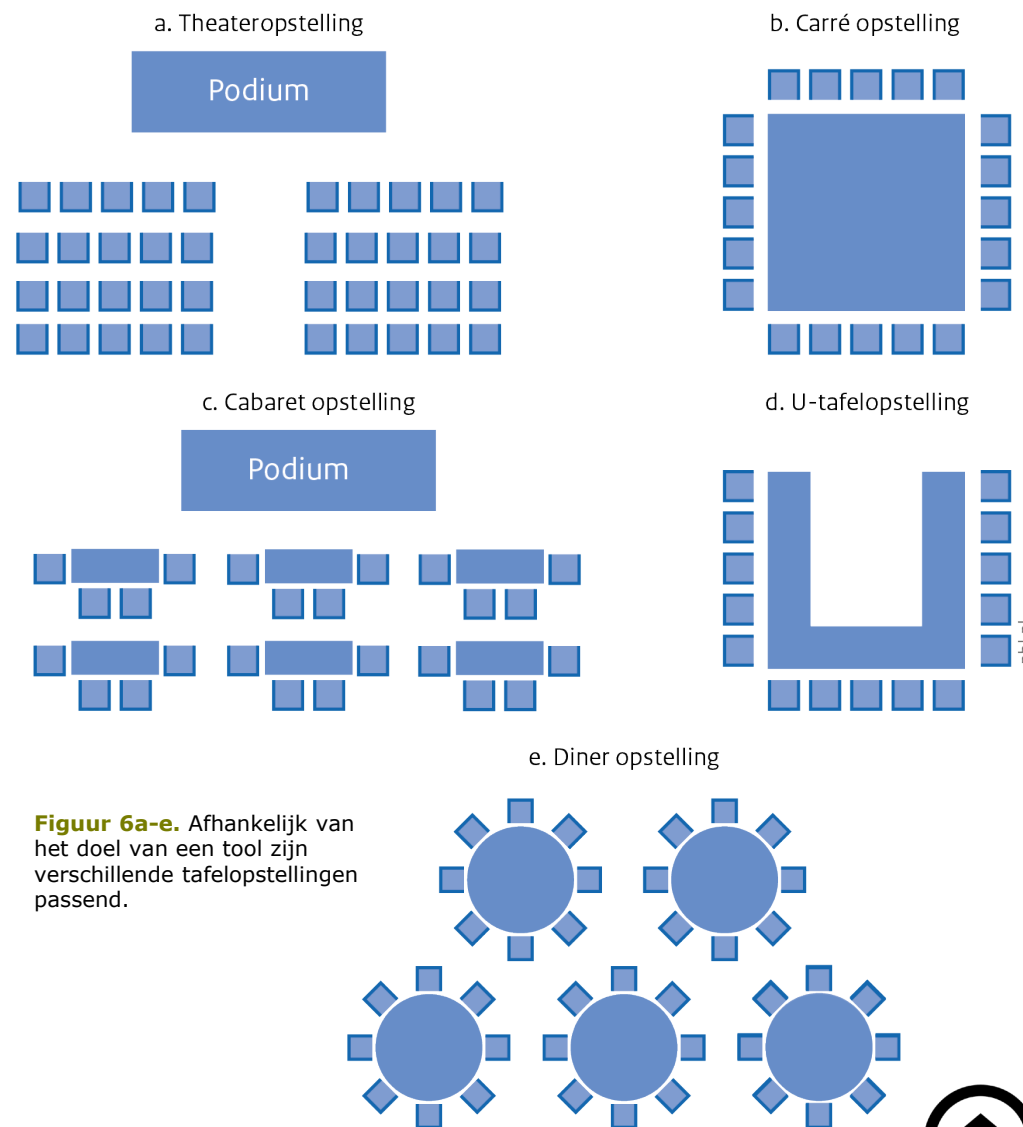 a. Theateropstelling
Podium
b. Carré opstelling
c. Cabaret opstelling
Podium
d. U-tafelopstelling
e. Diner opstelling
Figuur 6a-e. Afhankelijk van
het doel van een tool zijn
verschillende tafelopstellingen
passend.